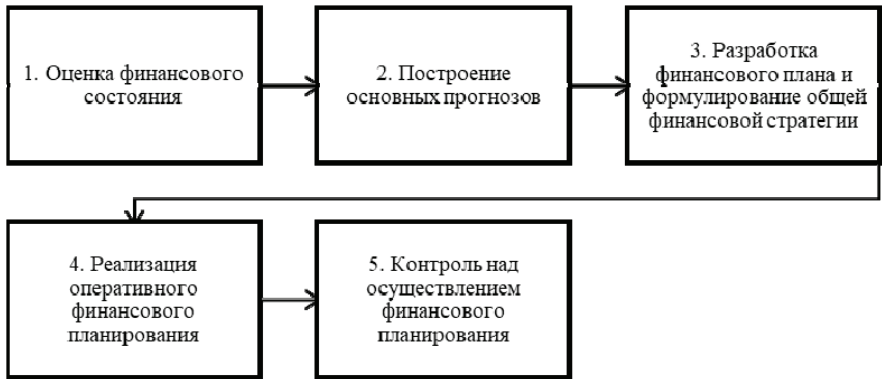 1. Оценка финансового
состояния
2. Построение
основных прогнозов
3. Разработка
финансового плана и
формулирование общей
финансовой стратегии
4. Реализация
оперативного
финансового
планирования
5. Контроль над
осуществлением
финансового
планирования